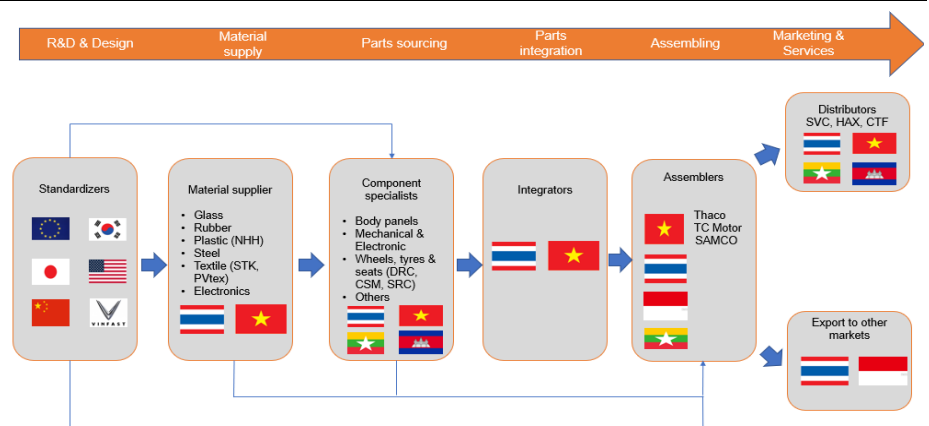 R&D & Design
Material
supply
Parts sourcing
Parts
integration
Assembling
Marketing &
Services
Standardizers
VINFAST
Material supplier
• Glass
• Rubber
• Plastic (NHH)
• Steel
• Textile (STK,
PVtex)
• Electronics
Component
specialists
• Body panels
• Mechanical &
Electronic
• Wheels, tyres &
seats (DRC,
CSM, SRC)
• Others
Integrators
Assemblers
Thaco
TC Motor
SAMCO
Distributors
SVC, HAX, CTF
Export to other
markets